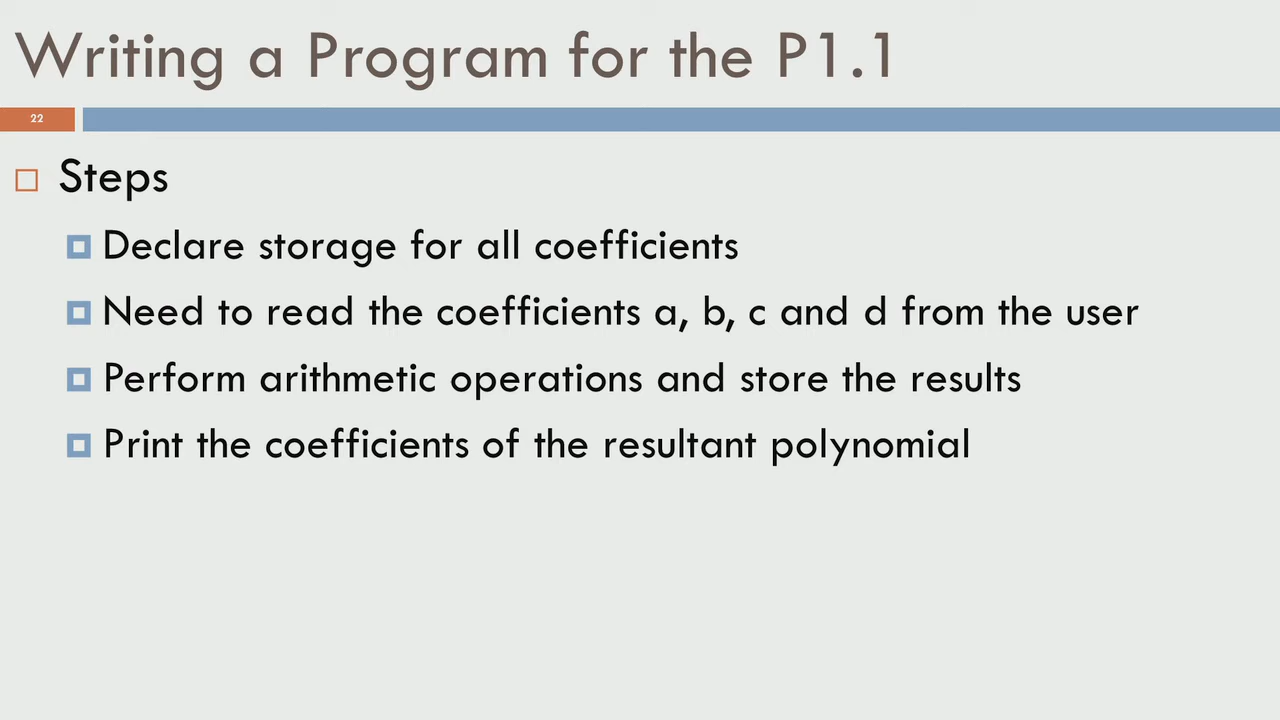 Writing a Program for the P1.1
22
Steps
Declare storage for all coefficients
Need to read the coefficients a, b, c and d from the user
Perform arithmetic operations and store the results
Print the coefficients of the resultant polynomial